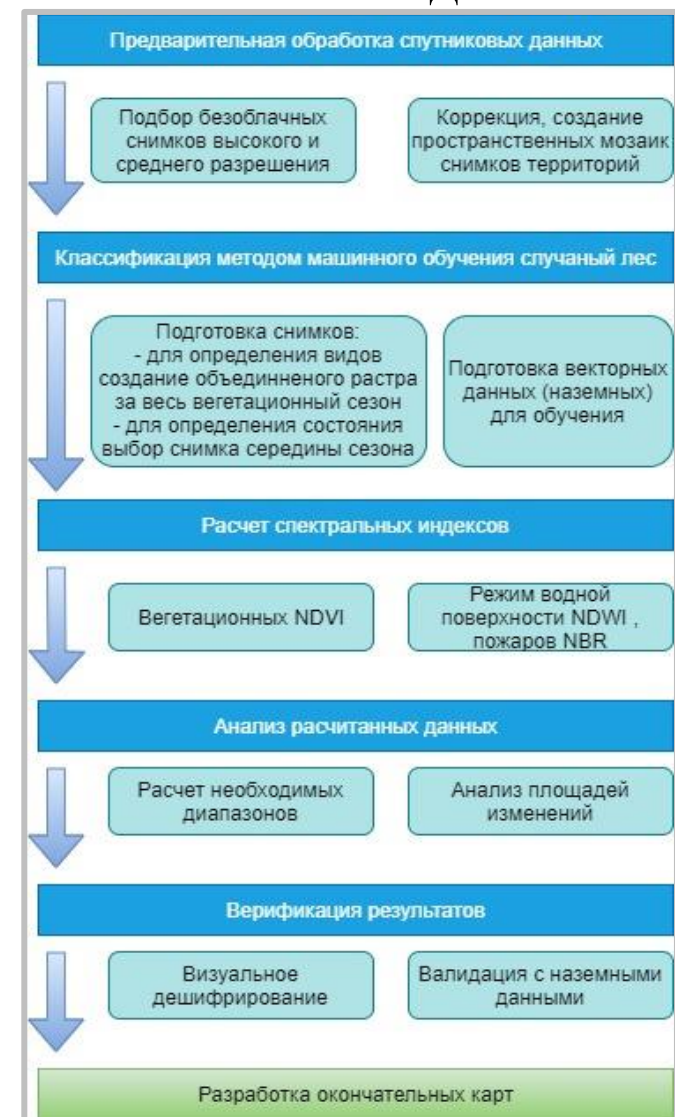 Предварительная обработка спутниковых данных
Подбор безоблачных
снимков высокого и
среднего разрешения
Коррекция, создание
пространственных мозаик
снимков территорий
Классификация методом машинного обучения случаный лес
Подготовка снимков:
- для определения видов
создание объединненого растра
за весь вегетационный сезон
- для определения состояния
выбор снимка середины сезона
Подготовка векторных
данных (наземных)
для обучения
Расчет спектральных индексов
Вегетационных NDVI
Режим водной
поверхности NDWI ,
пожаров NBR
Анализ расчитанных данных
Расчет необходимых
диапазонов
Анализ площадей
изменений
Верификация результатов
Визуальное
дешифрирование
Валидация с наземными
данными
Разработка окончательных карт